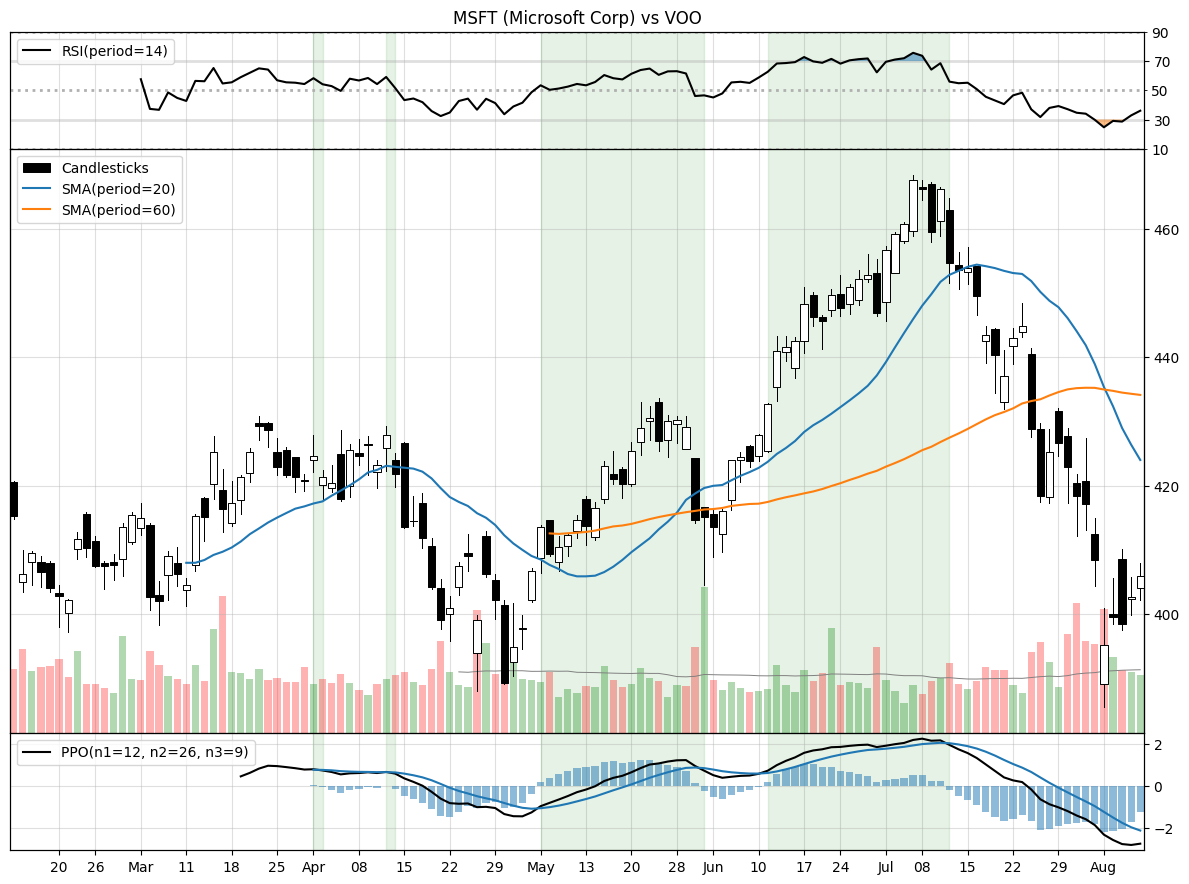 MSFT (Microsoft Corp) vs VOO
RSI(period=14)
90
70
50
30
10
Candlesticks
SMA(period=20)
SMA(period=60)
460
440
420
400
PPO(n1=12, n2=26, n3=9)
2
0
−2
20 26 Mar 11 18 25 Apr 08 15 22 29 May 13 20 28 Jun 10 17 24 Jul 08 15 22 29 Aug